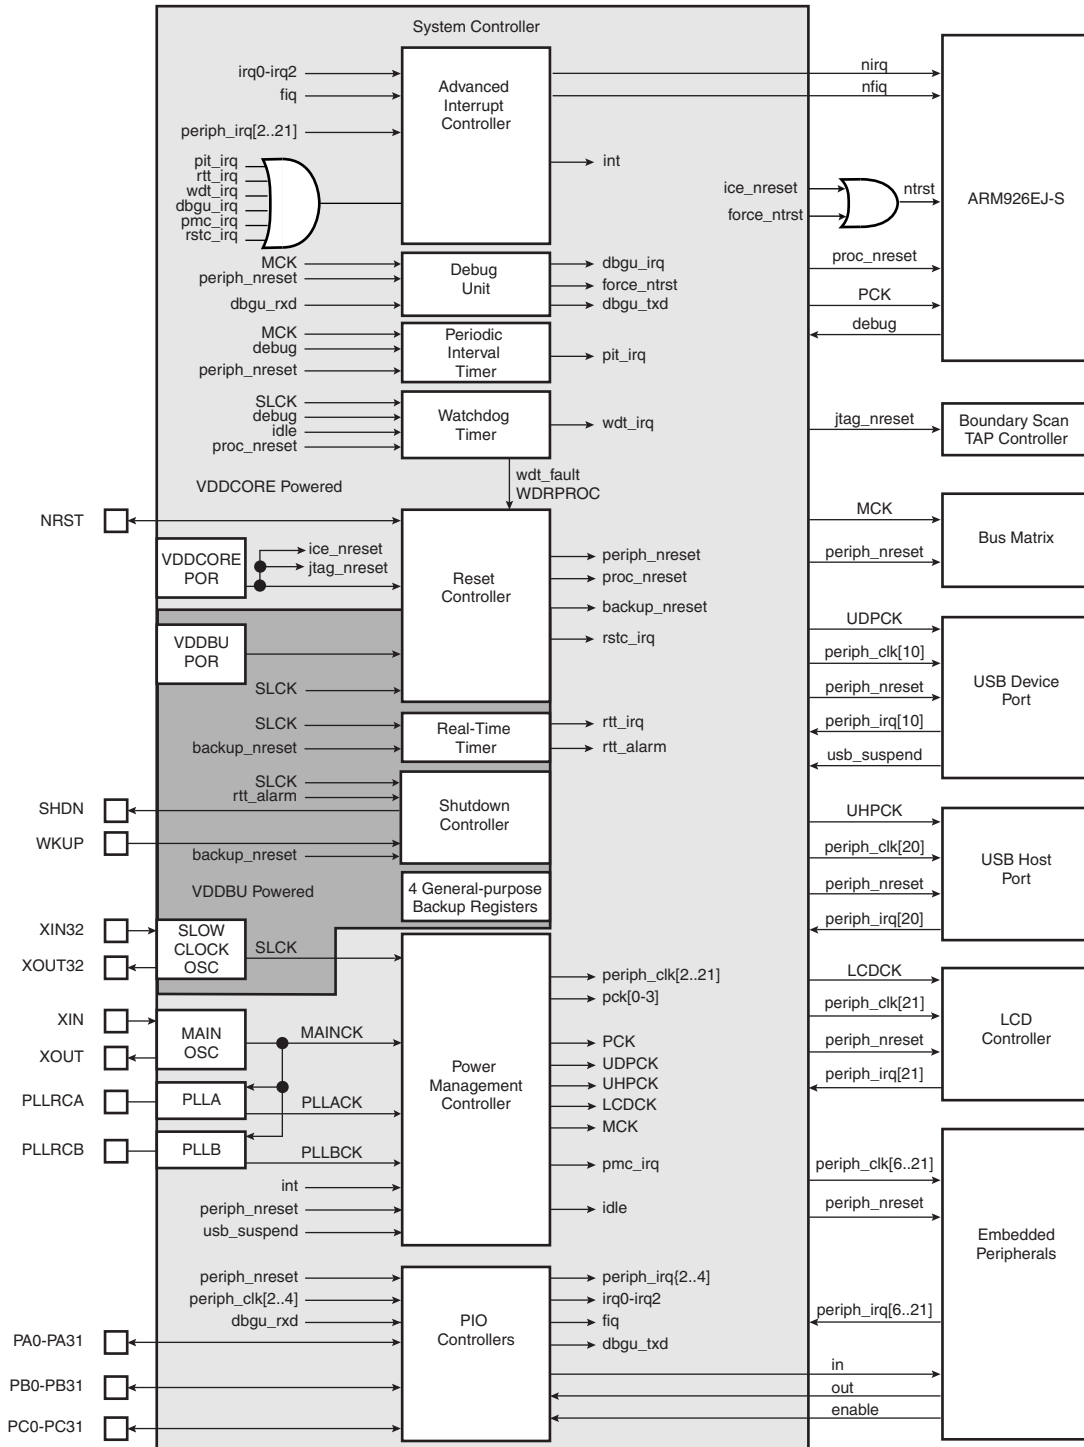 System Controller
irq0-irq2
fiq
periph_irq[2..21]
pit_irq
rtt_irq
wdt_irq
dbgu_irq
pmc_irq
rstc_irq
Advanced
Interrupt
Controller
int
nirq
nfiq
ice_nreset
force_ntrst
ntrst
ARM926EJ-S
proc_nreset
PCK
debug
MCK
periph_nreset
dbgu_rxd
Debug
Unit
dbgu_irq
force_ntrst
dbgu_txd
MCK
debug
periph_nreset
Periodic
Interval
Timer
pit_irq
SLCK
debug
idle
proc_nreset
Watchdog
Timer
wdt_irq
wdt_fault
WDRPROC
VDDCORE Powered
jtag_nreset
Boundary Scan
TAP Controller
NRST
VDDCORE
POR
ice_nreset
jtag_nreset
Reset
Controller
periph_nreset
proc_nreset
backup_nreset
rstc_irq
MCK
periph_nreset
Bus Matrix
VDDBU
POR
SLCK
UDPCK
periph_clk[10]
periph_nreset
periph_irq[10]
usb_suspend
USB Device
Port
SLCK
backup_nreset
Real-Time
Timer
rtt_irq
rtt_alarm
SHDN
WKUP
SLCK
rtt_alarm
backup_nreset
Shutdown
Controller
VDDBU Powered
4 General-purpose
Backup Registers
UHPCK
periph_clk[20]
periph_nreset
periph_irq[20]
USB Host
Port
XIN32
XOUT32
SLOW
CLOCK
OSC
SLCK
XIN
XOUT
MAIN
OSC
MAINCK
PLLRCA
PLLA
PLLACK
PLLRCB
PLLB
PLLBCK
int
periph_nreset
usb_suspend
Power
Management
Controller
periph_clk[2..21]
pck[0-3]
PCK
UDPCK
UHPCK
LCDCK
MCK
pmc_irq
idle
LCDCK
periph_clk[21]
periph_nreset
periph_irq[21]
LCD
Controller
periph_clk[6..21]
periph_nreset
periph_irq[6..21]
in
out
enable
Embedded
Peripherals
periph_nreset
periph_clk[2..4]
dbgu_rxd
PA0-PA31
PB0-PB31
PC0-PC31
PIO
Controllers
periph_irq{2..4]
irq0-irq2
fiq
dbgu_txd